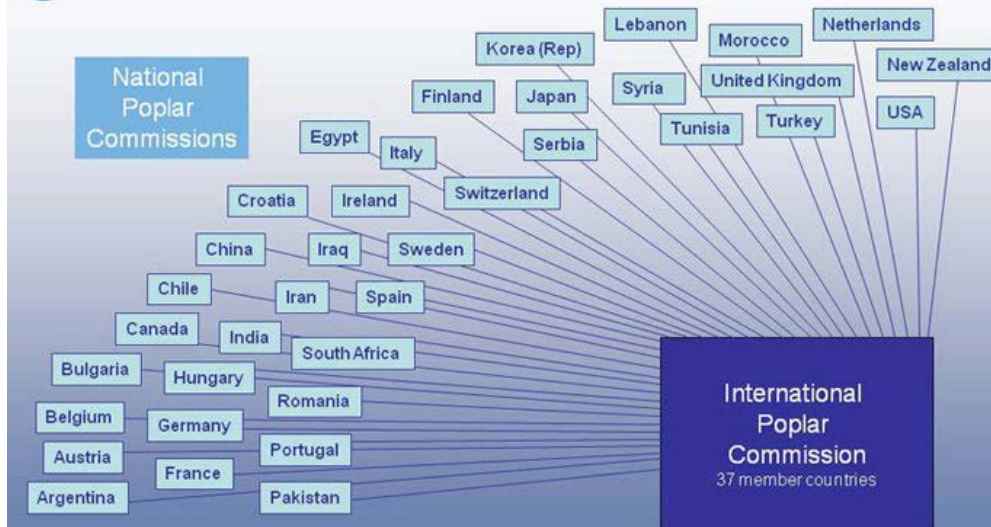 National
Poplar
Commissions
Lebanon
Netherlands
Korea (Rep)
Morocco
New Zealand
Finland
Japan
Syria
United Kingdom
USA
Egypt
Italy
Serbia
Tunisia
Turkey
Croatia
Ireland
Switzerland
China
Iraq
Sweden
Chile
Iran
Spain
Canada
India
South Africa
Bulgaria
Hungary
Romania
Belgium
Germany
Austria
Portugal
France
Argentina
Pakistan
International
Poplar
Commission
37 member countries